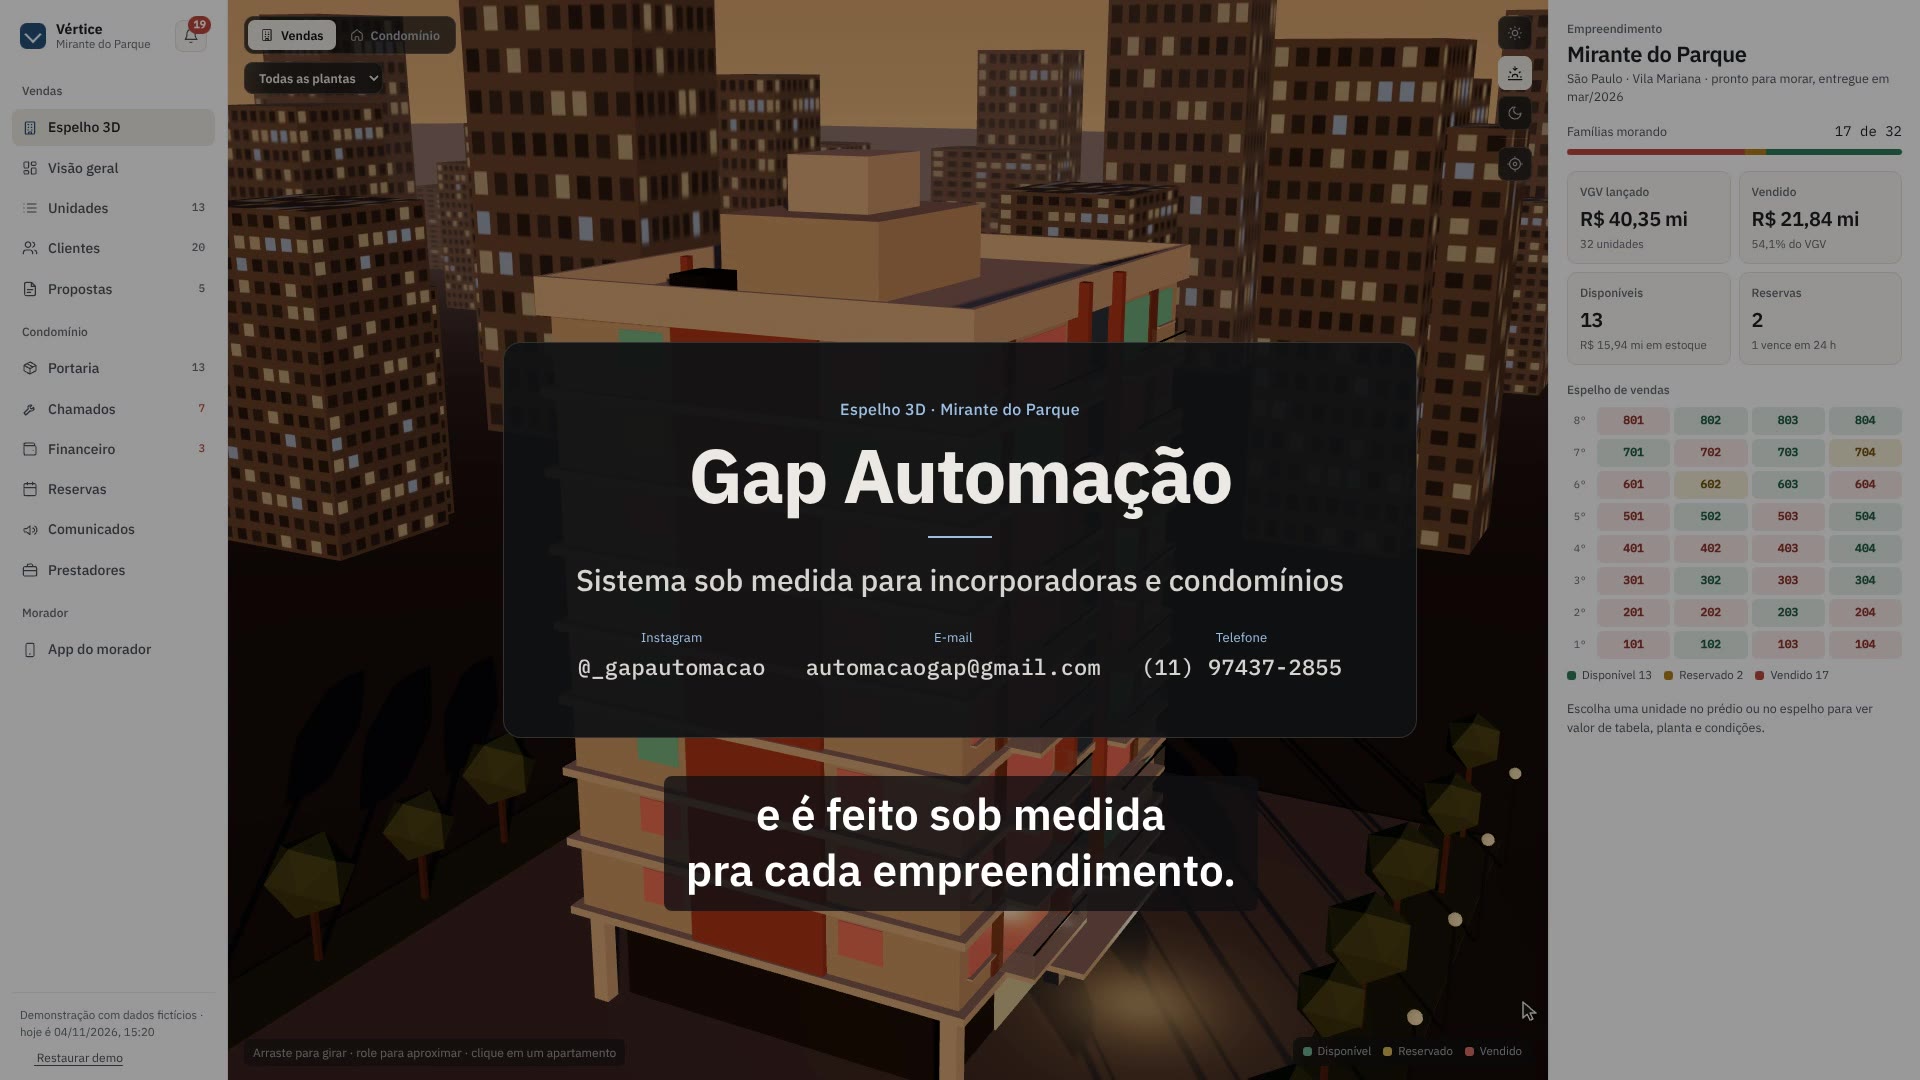 Vértice
Mirante do Parque
19
Vendas
Espelho 3D
Visão geral
Unidades 13
Clientes 20
Propostas 5
Condomínio
Portaria 13
Chamados 7
Financeiro 3
Reservas
Comunicados
Prestadores
Morador
App do morador
Demonstração com dados fictícios ·
hoje é 04/11/2026, 15:20
Restaurar demo
Vendas Condomínio
Todas as plantas
Espelho 3D · Mirante do Parque
Gap Automação
Sistema sob medida para incorporadoras e condomínios
Instagram E-mail Telefone
@_gapautomacao automacaogap@gmail.com (11) 97437-2855
e é feito sob medida
pra cada empreendimento.
Arraste para girar · role para aproximar · clique em um apartamento
Disponível Reservado Vendido
Empreendimento
Mirante do Parque
São Paulo · Vila Mariana · pronto para morar, entregue em
mar/2026
Famílias morando 17 de 32
VGV lançado
R$ 40,35 mi
32 unidades
Vendido
R$ 21,84 mi
54,1% do VGV
Disponíveis
13
R$ 15,94 mi em estoque
Reservas
2
1 vence em 24 h
Espelho de vendas
8° 801 802 803 804
7° 701 702 703 704
6° 601 602 603 604
5° 501 502 503 504
4° 401 402 403 404
3° 301 302 303 304
2° 201 202 203 204
1° 101 102 103 104
Disponível 13 Reservado 2 Vendido 17
Escolha uma unidade no prédio ou no espelho para ver
valor de tabela, planta e condições.